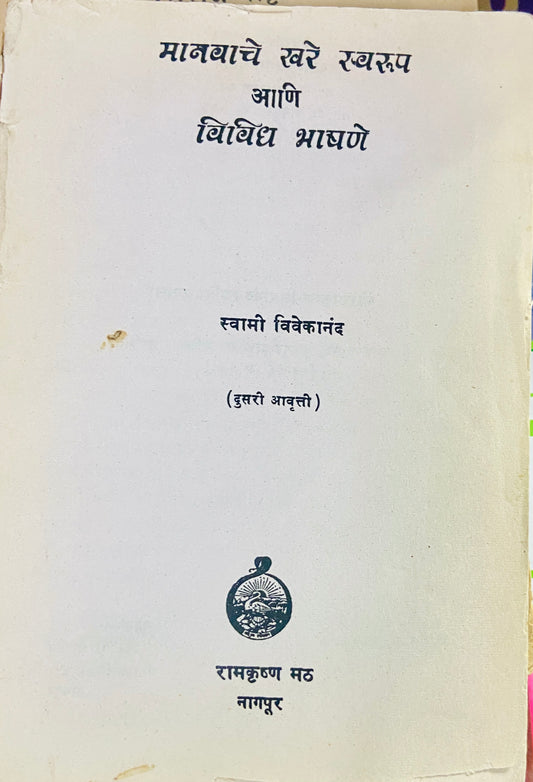 मानवाचे खरे स्वरूप
आणि
विविध भाषणे
स्वामी विवेकानंद
(दुसरी आवृत्ती)
रामकृष्ण मठ
नागपूर